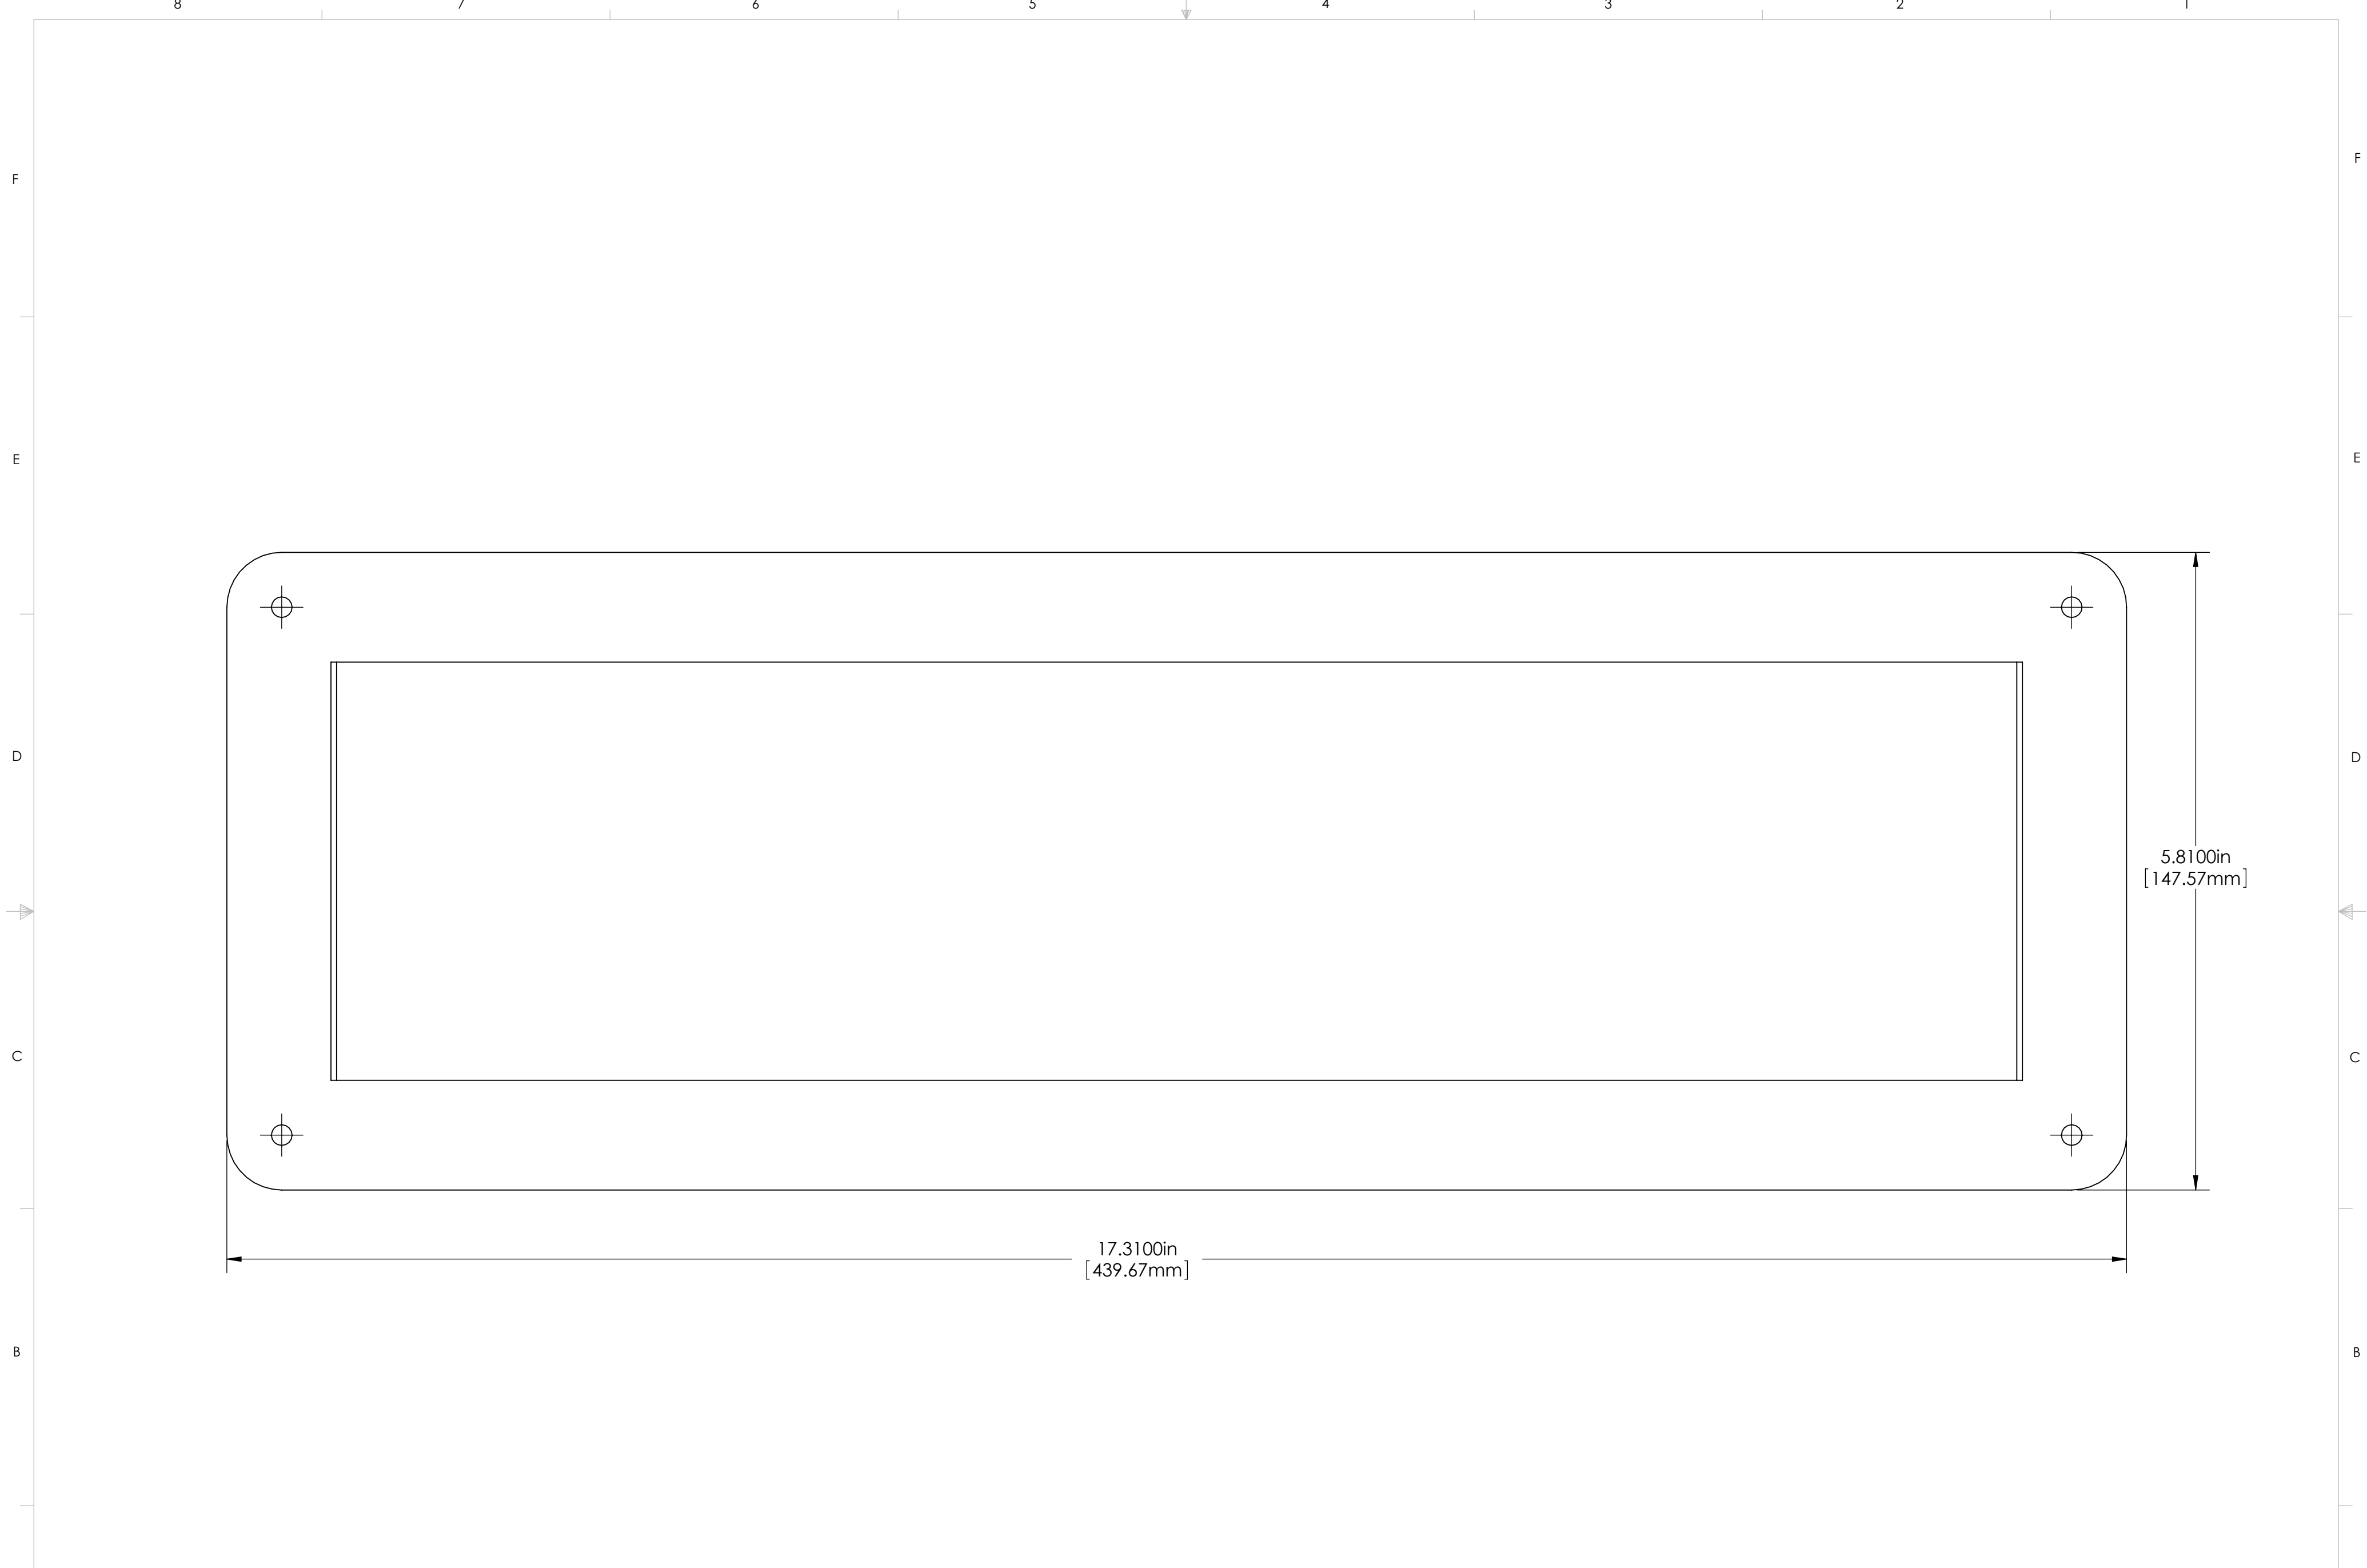 8 7 6 5 4 3 2 1
F F
E E
D D
5.8100in
[147.57mm]
C C
17.3100in
[439.67mm]
B B